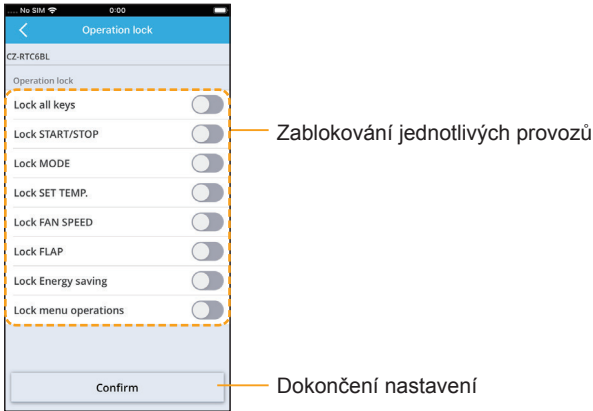 .... No SIM 0:00
Operation lock
CZ-RTC6BL
Operation lock
Lock all keys
Lock START/STOP
Zablokování jednotlivých provozů
Lock MODE
Lock SET TEMP.
Lock FAN SPEED
Lock FLAP
Lock Energy saving
Lock menu operations
Confirm
Dokončení nastavení